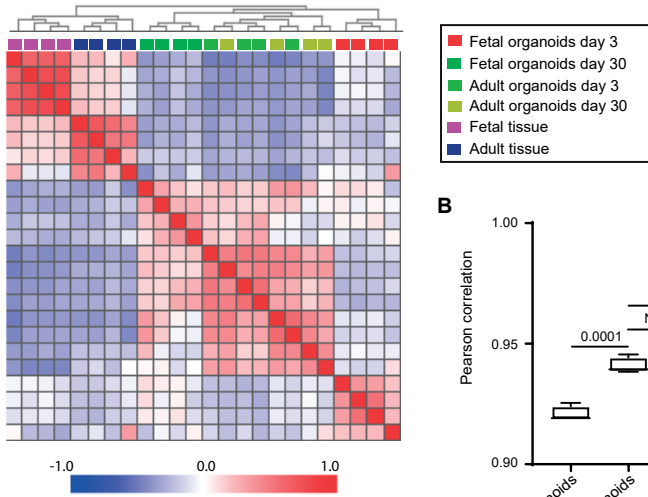 Fetal organoids day 3
Fetal organoids day 30
Adult organoids day 3
Adult organoids day 30
Fetal tissue
Adult tissue
B
1.00
Pearson correlation
0.95
0.0001
0.90
-1.0
0.0
1.0